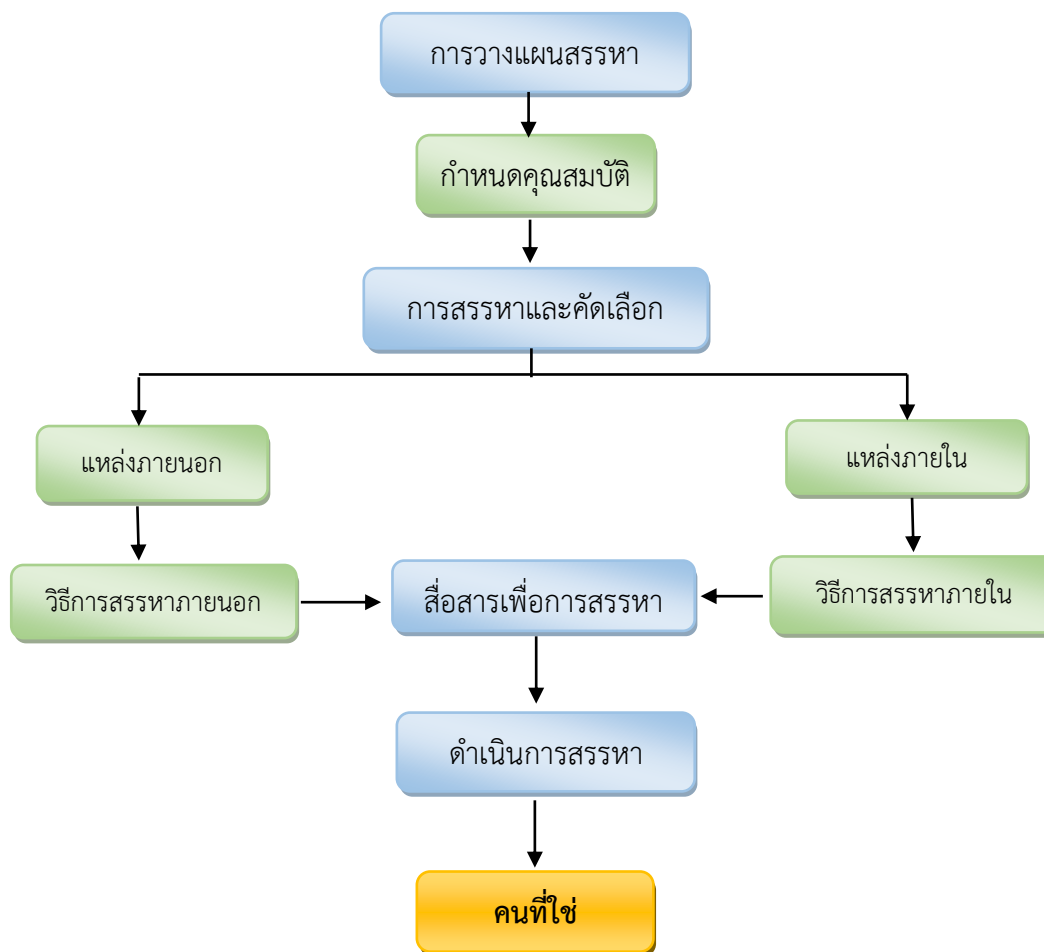 การวางแผนสรรหา
กำหนดคุณสมบัติ
การสรรหาและคัดเลือก
แหล่งภายนอก
แหล่งภายใน
วิธีการสรรหาภายนอก
สื่อสารเพื่อการสรรหา
วิธีการสรรหาภายใน
ดำเนินการสรรหา
คนที่ใช่